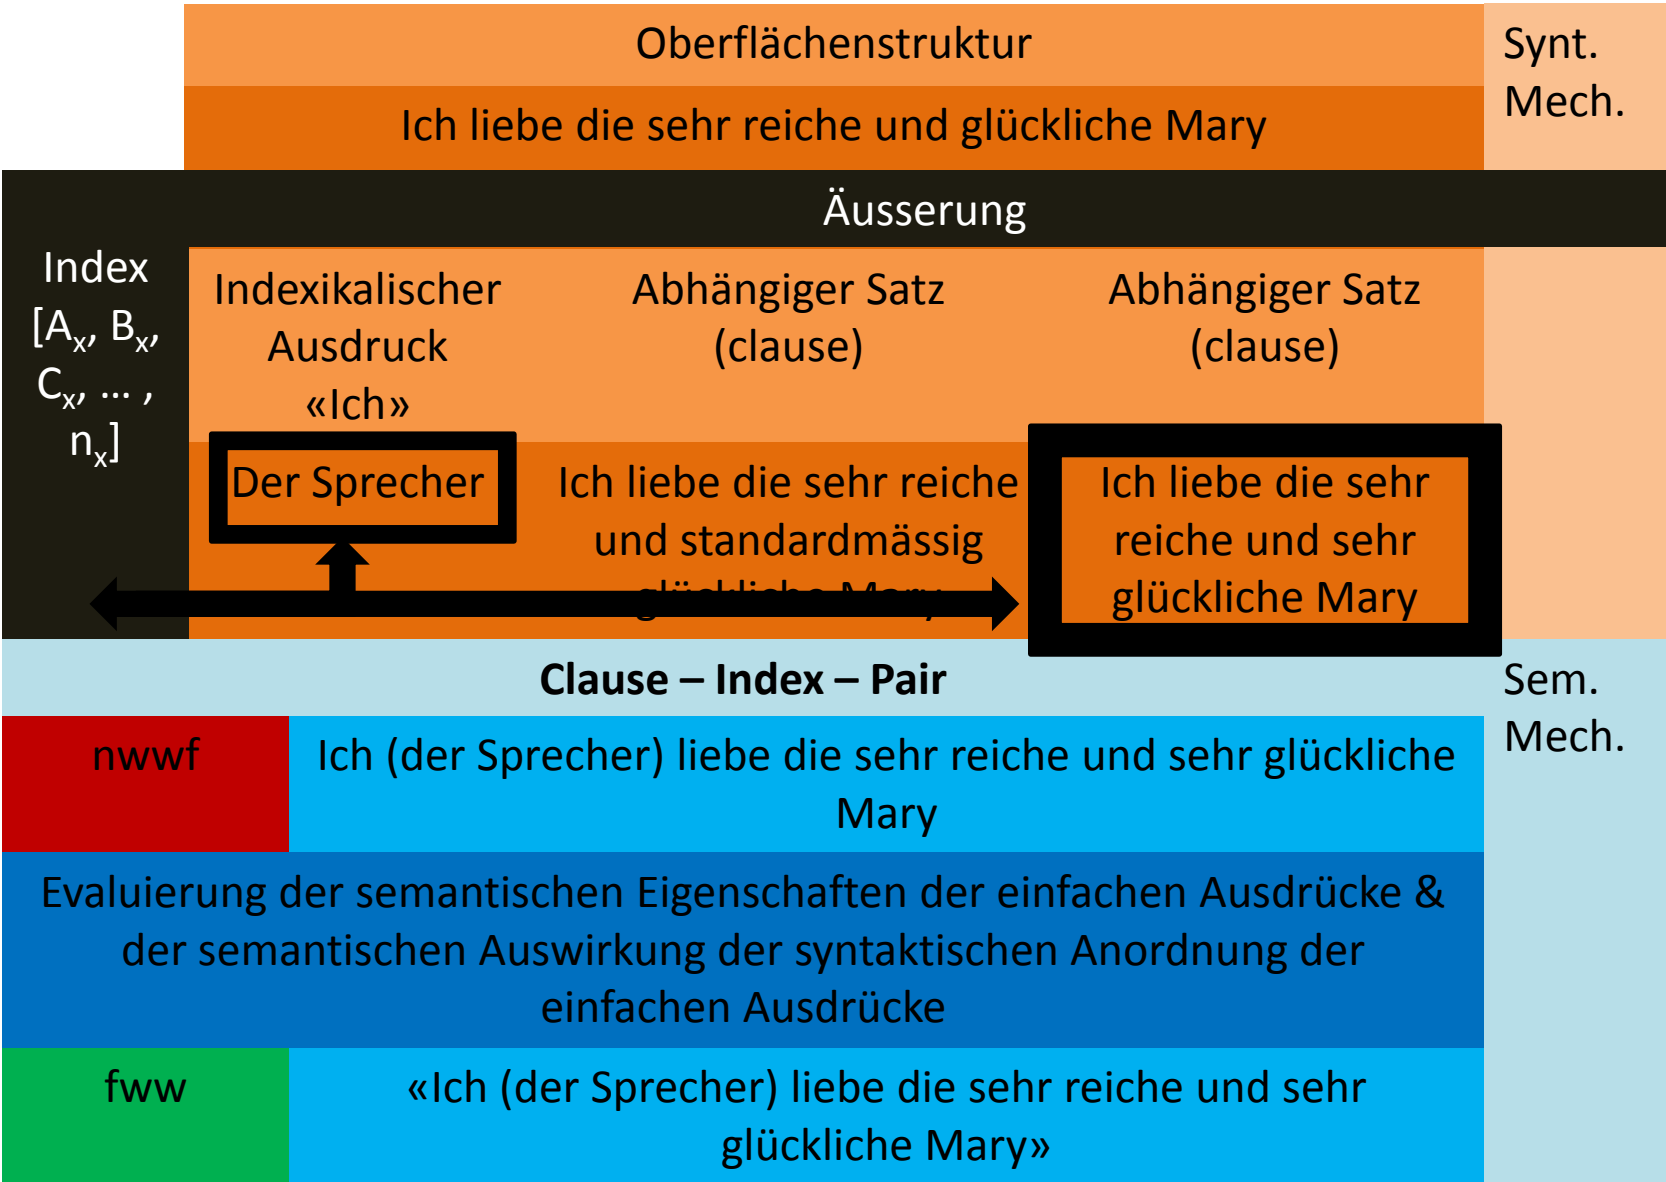 Oberflächenstruktur
Synt.
Mech.
Ich liebe die sehr reiche und glückliche Mary
Äusserung
Index
[Aₓ, Bₓ,
Cₓ, … ,
nₓ]
Indexikalischer
Ausdruck
«Ich»
Abhängiger Satz
(clause)
Abhängiger Satz
(clause)
Der Sprecher
Ich liebe die sehr reiche
und standardmässig
glückliche Mary
Ich liebe die sehr
reiche und sehr
glückliche Mary
Clause – Index – Pair
Sem.
Mech.
nwwf
Ich (der Sprecher) liebe die sehr reiche und sehr glückliche
Mary
Evaluierung der semantischen Eigenschaften der einfachen Ausdrücke &
der semantischen Auswirkung der syntaktischen Anordnung der
einfachen Ausdrücke
fww
«Ich (der Sprecher) liebe die sehr reiche und sehr
glückliche Mary»